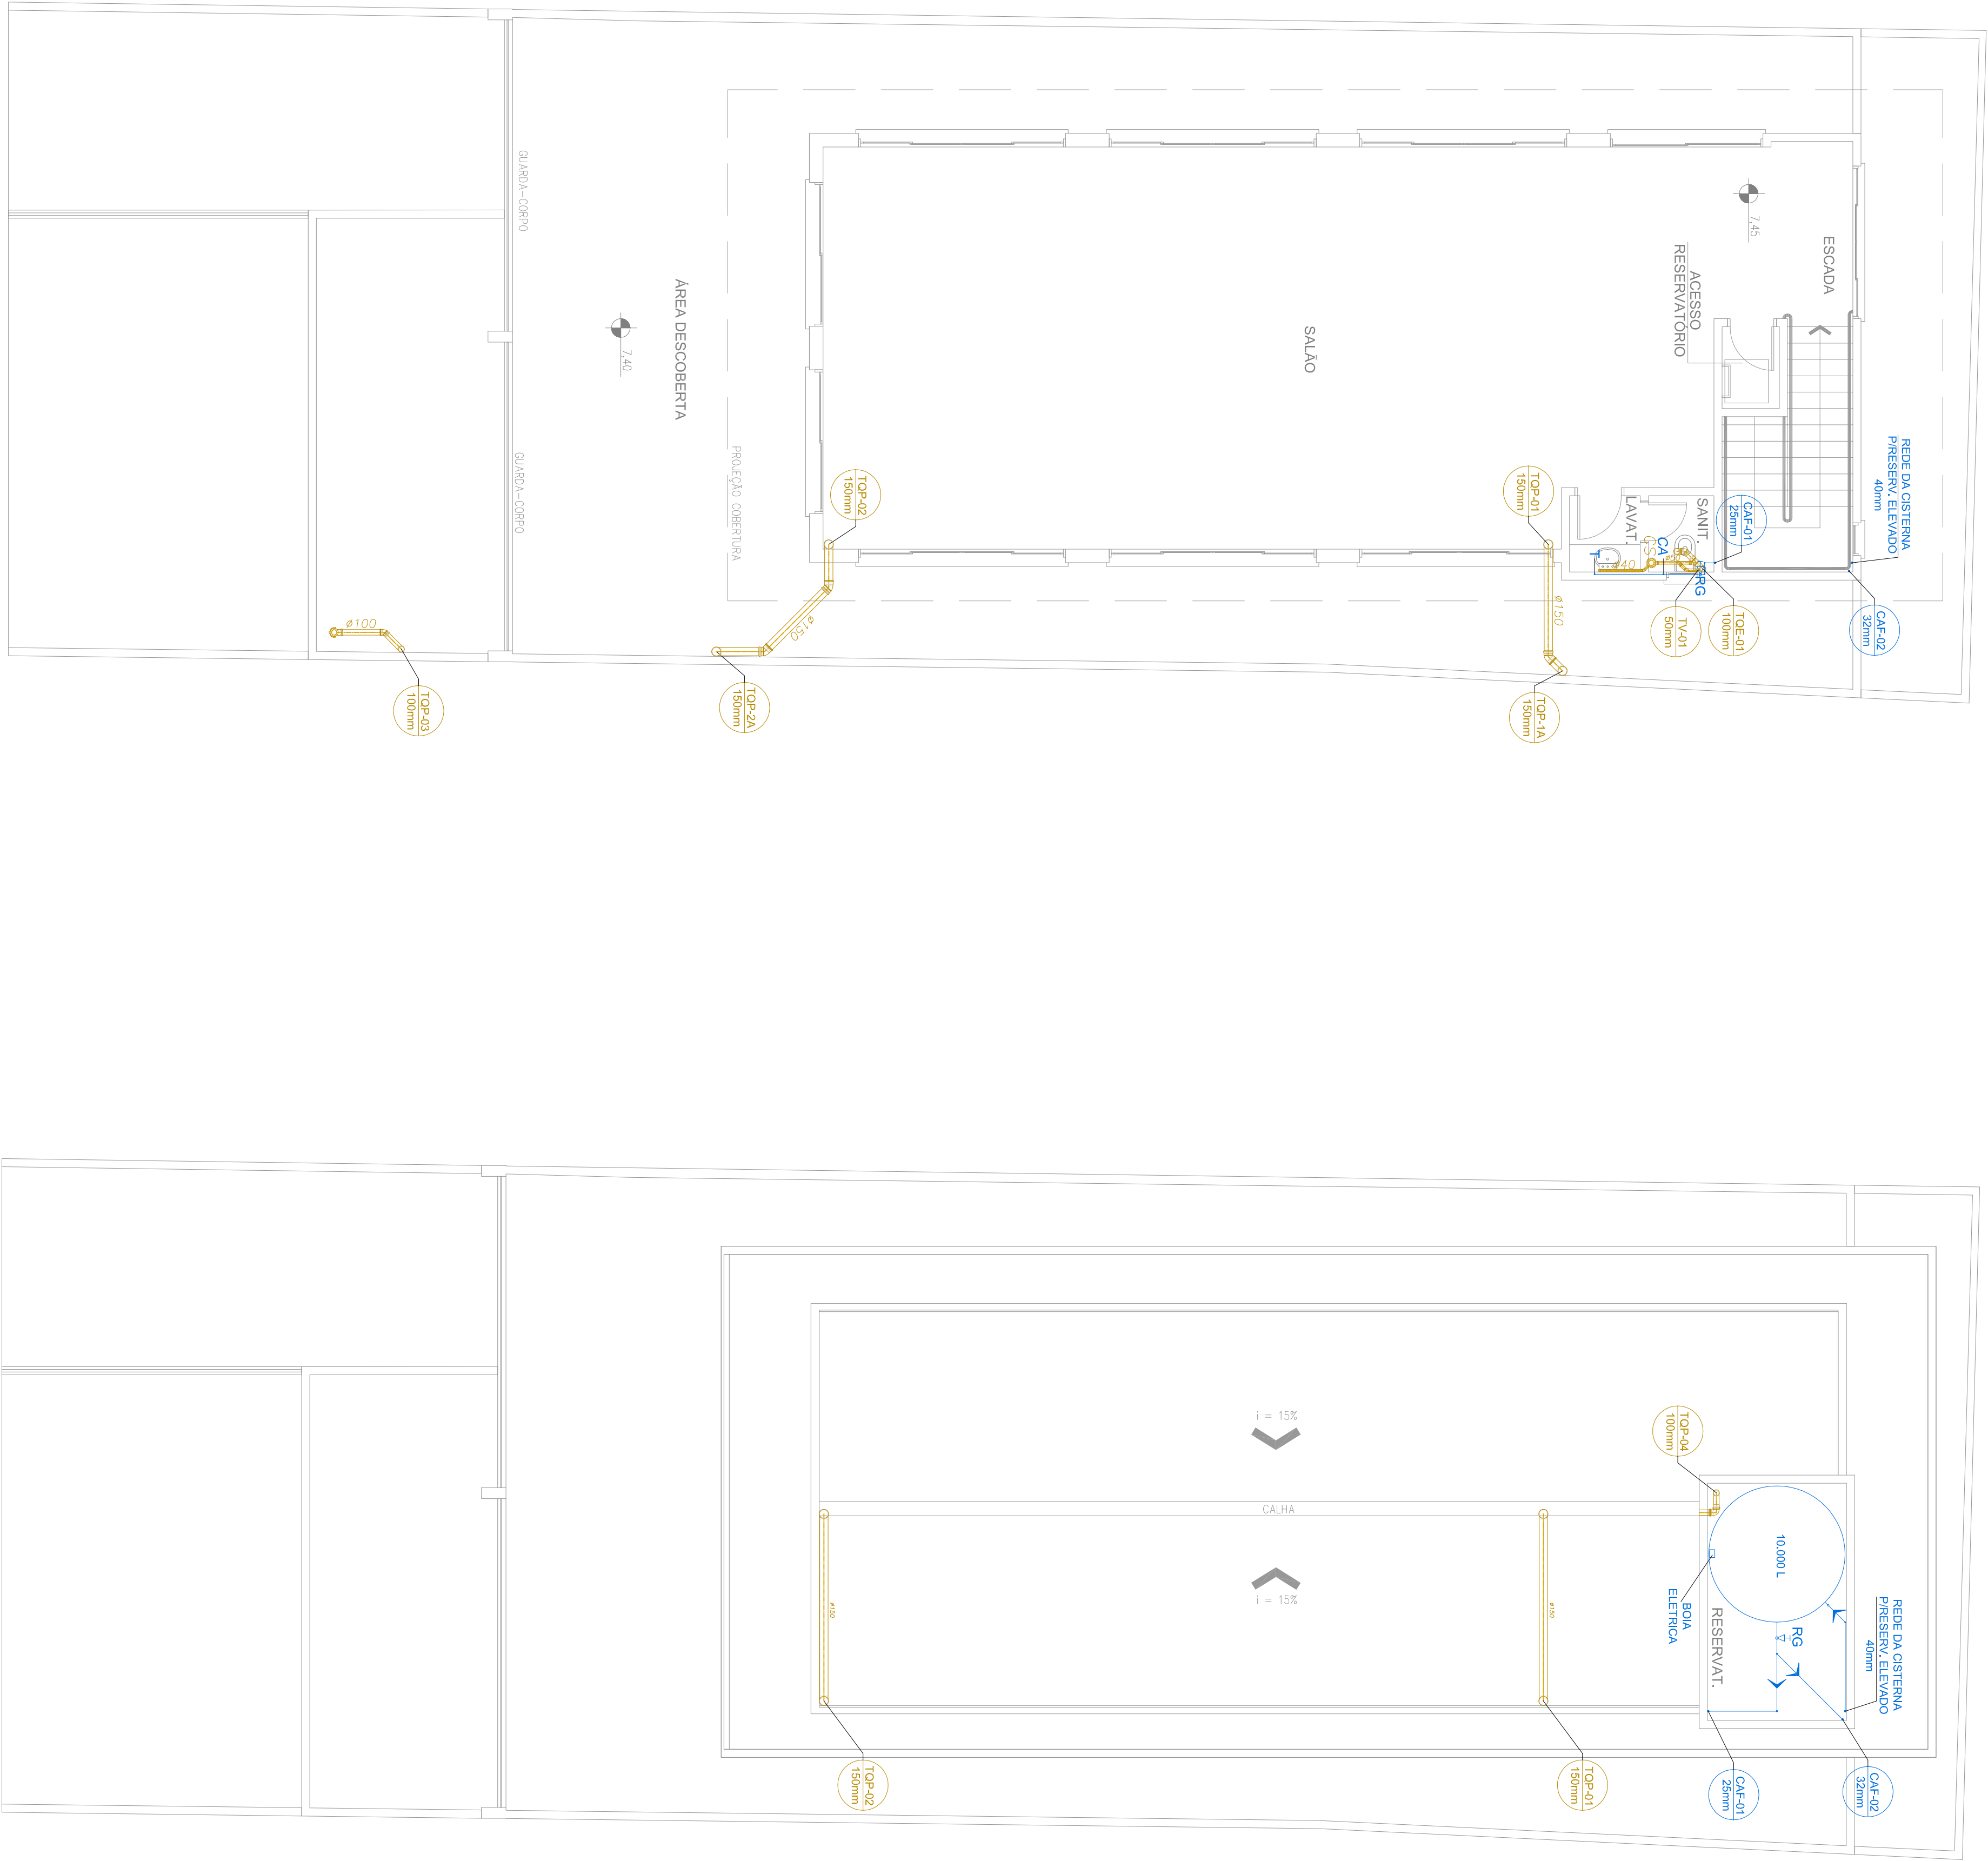 GUARDA-CORPO
GUARDA-CORPO
ÁREA DESCOBERTA
7,40
PROJEÇÃO COBERTURA
SALÃO
7,45
ESCADA
ACESSO
RESERVATÓRIO
REDE DA CISTERNA
P/RESERV. ELEVADO
40mm
SANIT.
LAVAT.
CAF-01
25mm
CAF-02
32mm
TQP-01
150mm
TQP-02
150mm
CA
CS
T
RG
Ø40
Ø150
Ø150
Ø100
TV-01
50mm
TQE-01
100mm
TQP-1A
150mm
TQP-2A
150mm
TQP-03
100mm
i = 15%
CALHA
i = 15%
TQP-04
100mm
10.000 L
BOIA
ELETRICA
RESERVAT.
RG
REDE DA CISTERNA
P/RESERV. ELEVADO
40mm
Ø150
Ø150
TQP-02
150mm
TQP-01
150mm
CAF-01
25mm
CAF-02
32mm